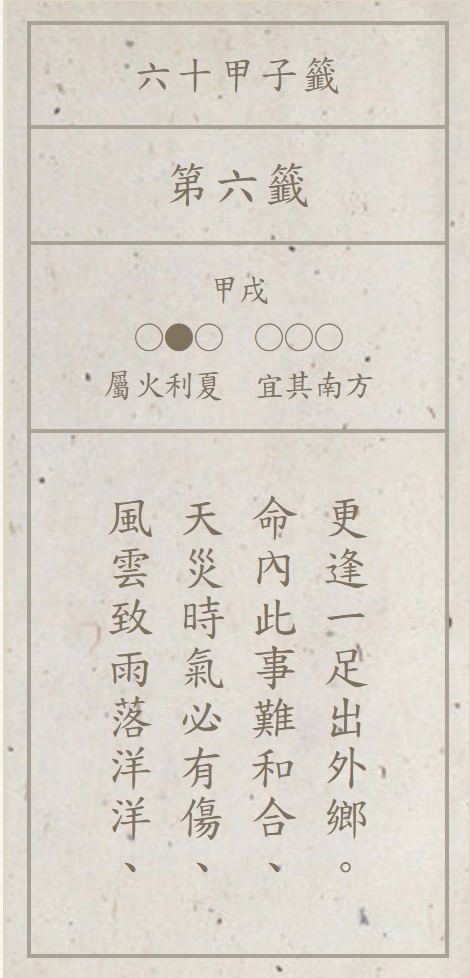 六十甲子籤
第六籤
甲戌
○●○ ○○○
屬火利夏 宜其南方
風雲致雨落洋洋、
天災時氣必有傷、
命內此事難和合、
更逢一足出外鄉。